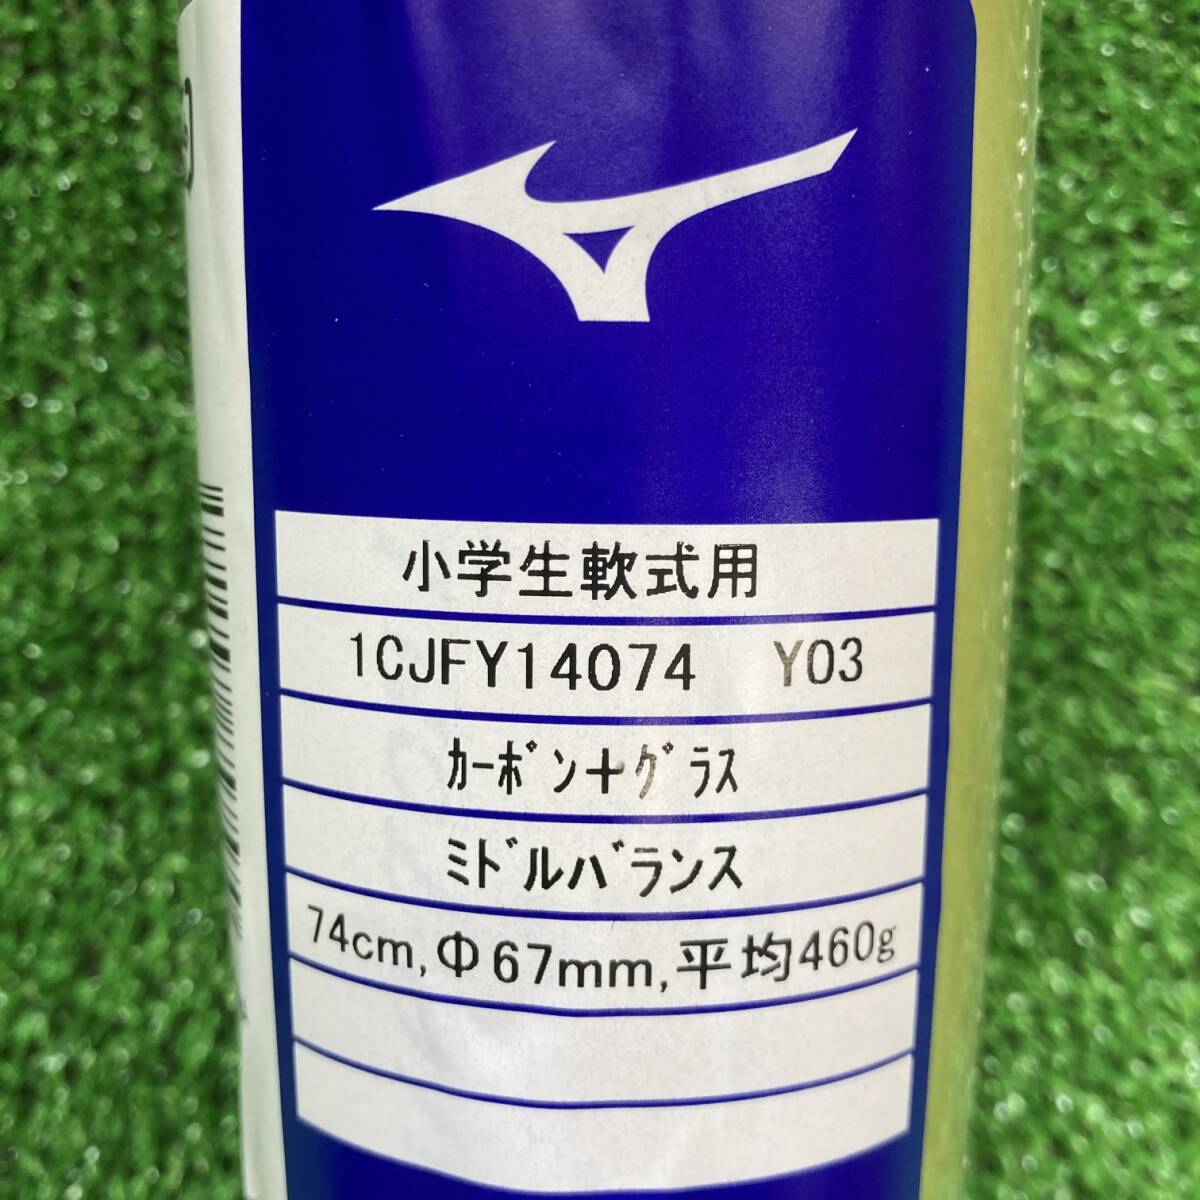 小学生軟式用
1CJFY14074 Y03
ｶｰﾎﾞﾝ＋ｸﾞﾗｽ
ﾐﾄﾞﾙﾊﾞﾗﾝｽ
74cm,Φ67mm,平均460g